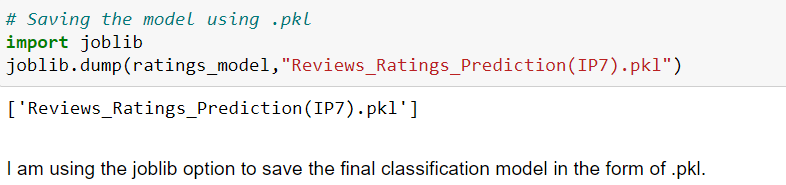 # Saving the model using .pkl
import joblib
joblib.dump(ratings_model,"Reviews_Ratings_Prediction(IP7).pkl")
['Reviews_Ratings_Prediction(IP7).pkl']
I am using the joblib option to save the final classification model in the form of .pkl.